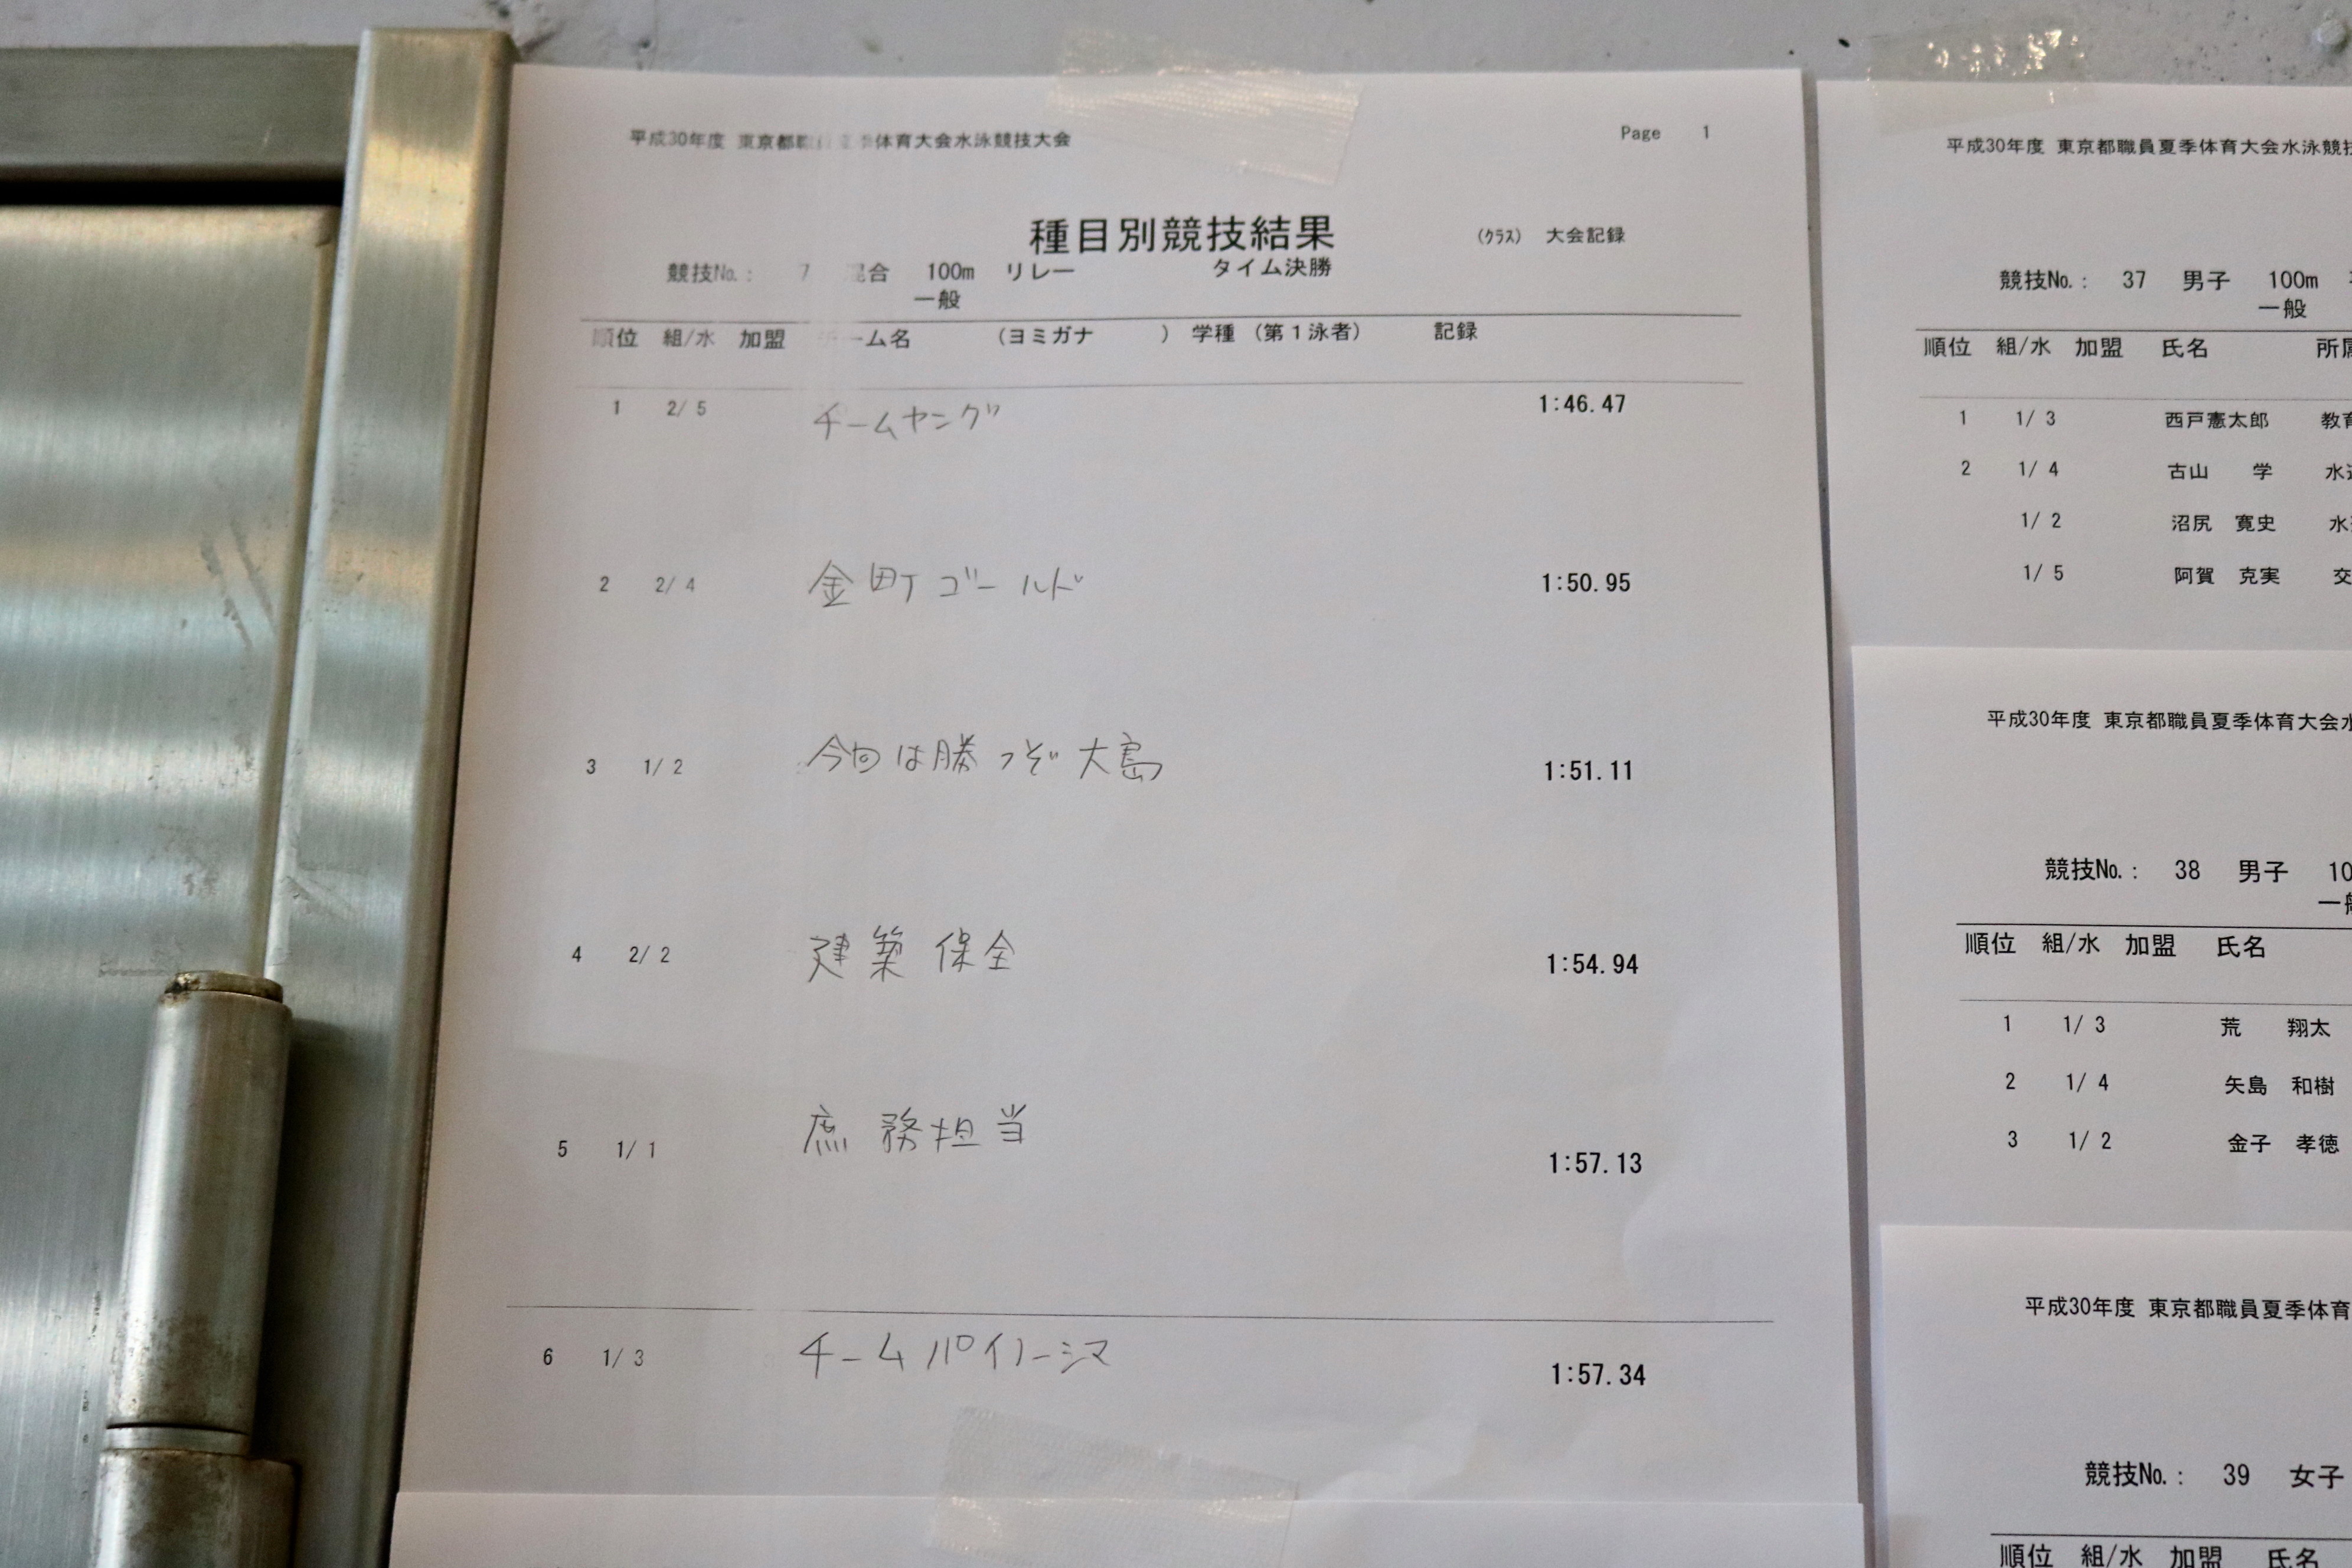 平成30年度 東京都職員夏季体育大会水泳競技大会
Page 1
種目別競技結果
(クラス) 大会記録
競技No.: 7 混合 100m リレー タイム決勝
一般
順位 組/水 加盟 チーム名 (ヨミガナ ) 学種 (第1泳者) 記録
1 2/ 5 チームヤング 1:46.47
2 2/ 4 金町ゴールド 1:50.95
3 1/ 2 今回は勝つぞ大島 1:51.11
4 2/ 2 建築保全 1:54.94
5 1/ 1 庶務担当 1:57.13
6 1/ 3 チームパイノーシマ 1:57.34
平成30年度 東京都職員夏季体育大会水泳競技
競技No.: 37 男子 100m
一般
順位 組/水 加盟 氏名 所属
1 1/ 3 西戸憲太郎 教育
2 1/ 4 古山 学 水道
1/ 2 沼尻 寛史 水
1/ 5 阿賀 克実 交
平成30年度 東京都職員夏季体育大会水
競技No.: 38 男子 10
一般
順位 組/水 加盟 氏名
1 1/ 3 荒 翔太
2 1/ 4 矢島 和樹
3 1/ 2 金子 孝徳
平成30年度 東京都職員夏季体育
競技No.: 39 女子
順位 組/水 加盟 氏名